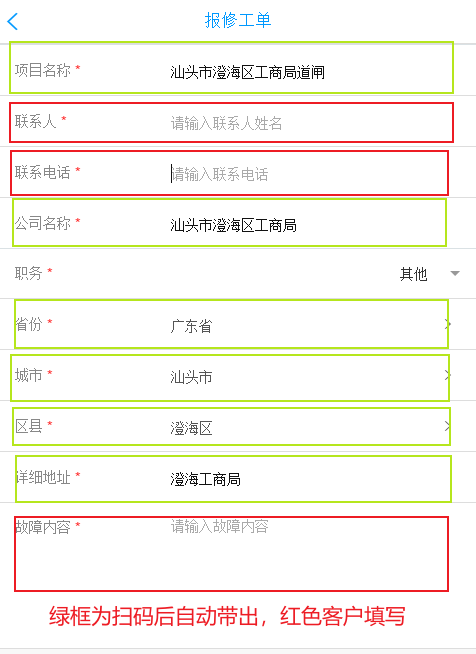 报修工单
项目名称 * 汕头市澄海区工商局道闸
联系人 * 请输入联系人姓名
联系电话 * 请输入联系电话
公司名称 * 汕头市澄海区工商局
职务 * 其他
省份 * 广东省
城市 * 汕头市
区县 * 澄海区
详细地址 * 澄海工商局
故障内容 * 请输入故障内容
绿框为扫码后自动带出，红色客户填写